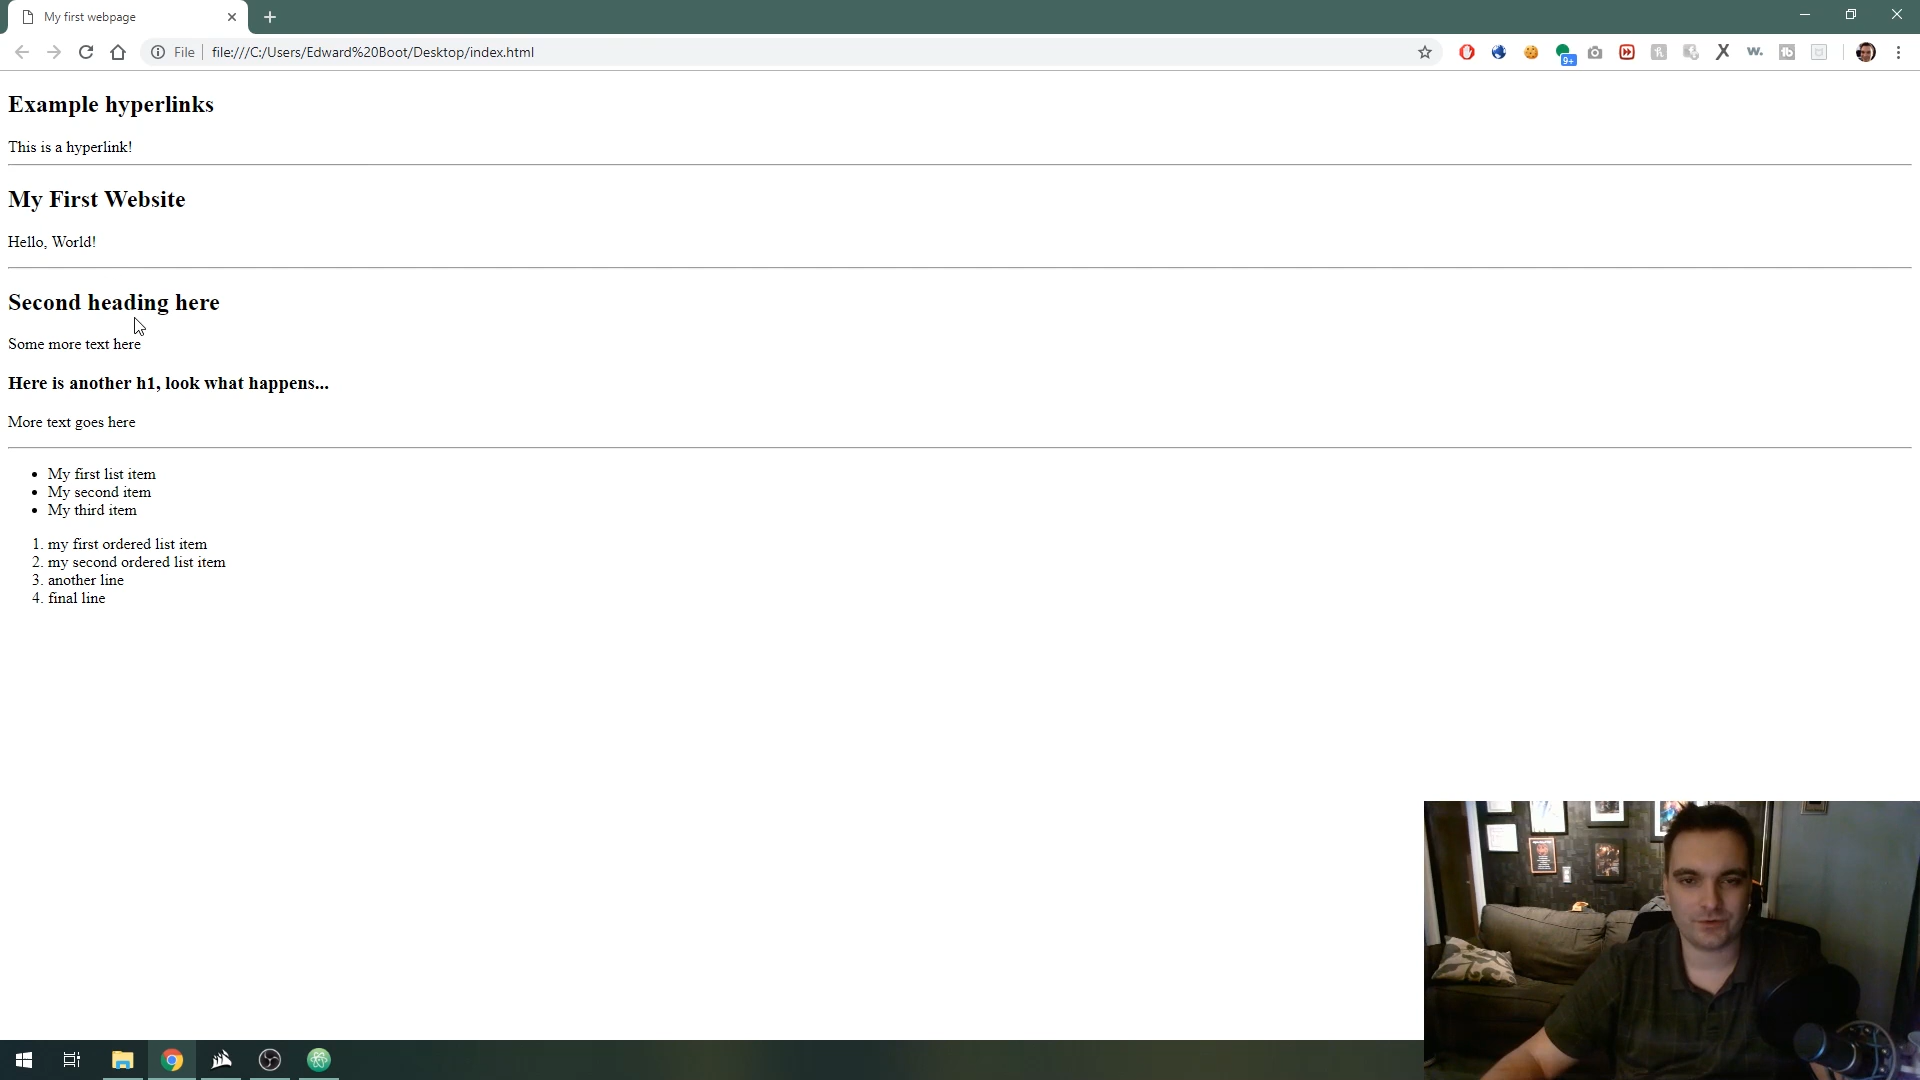 My first webpage
File
file:///C:/Users/Edward%20Boot/Desktop/index.html
9+
w.
tb
Example hyperlinks
This is a hyperlink!
My First Website
Hello, World!
Second heading here
Some more text here
Here is another h1, look what happens...
More text goes here
• My first list item
• My second item
• My third item
1. my first ordered list item
2. my second ordered list item
3. another line
4. final line